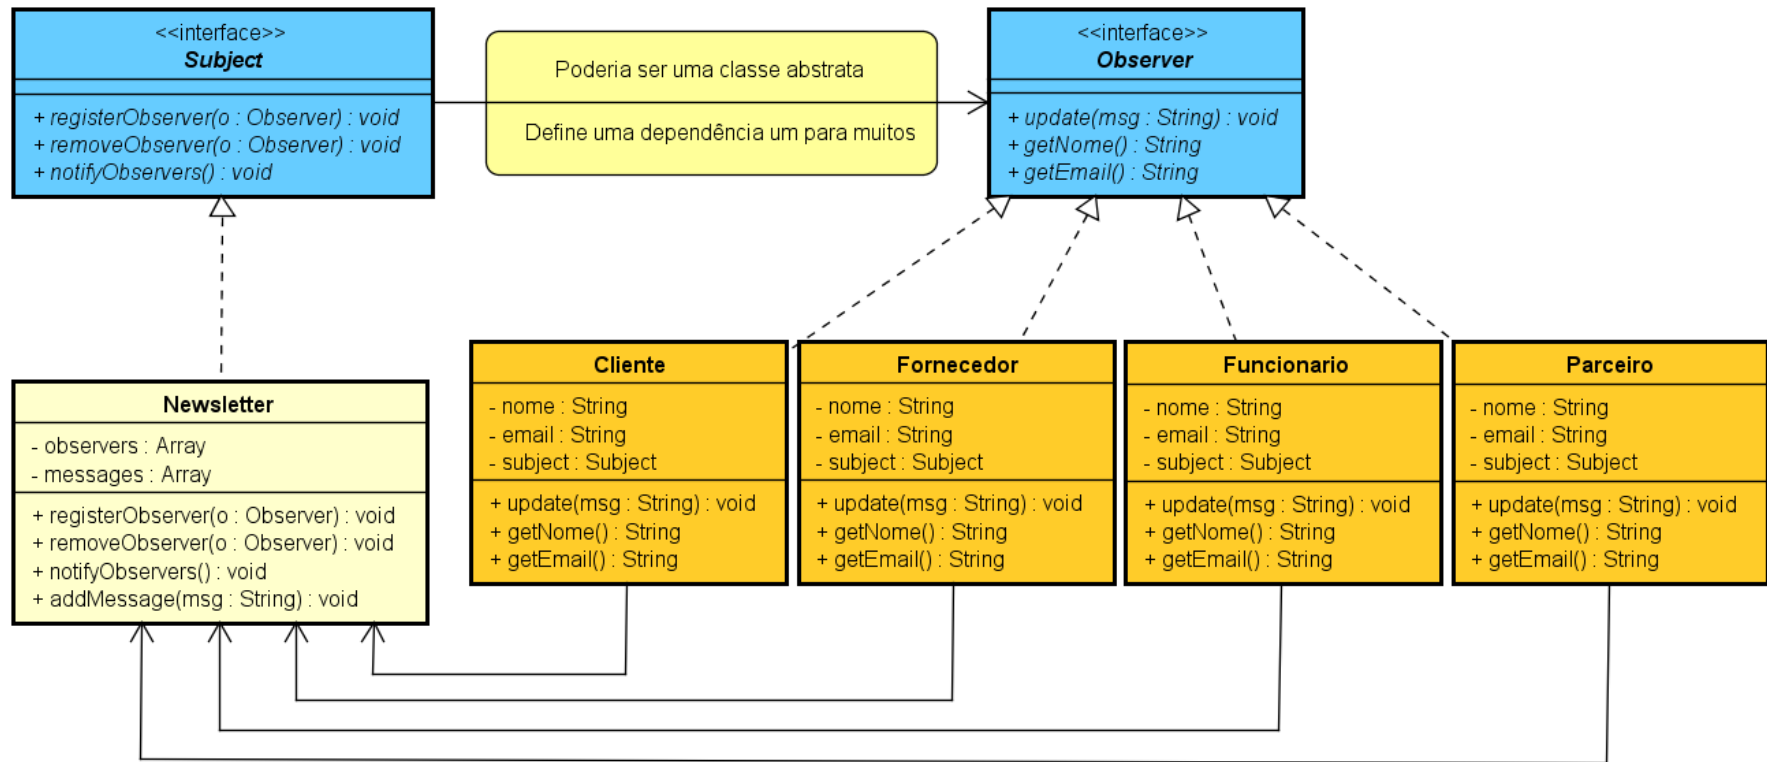 <<interface>>
Subject
+ registerObserver(o : Observer) : void
+ removeObserver(o : Observer) : void
+ notifyObservers() : void
Poderia ser uma classe abstrata
Define uma dependência um para muitos
<<interface>>
Observer
+ update(msg : String) : void
+ getNome() : String
+ getEmail() : String
Newsletter
- observers : Array
- messages : Array
+ registerObserver(o : Observer) : void
+ removeObserver(o : Observer) : void
+ notifyObservers() : void
+ addMessage(msg : String) : void
Cliente
- nome : String
- email : String
- subject : Subject
+ update(msg : String) : void
+ getNome() : String
+ getEmail() : String
Fornecedor
- nome : String
- email : String
- subject : Subject
+ update(msg : String) : void
+ getNome() : String
+ getEmail() : String
Funcionario
- nome : String
- email : String
- subject : Subject
+ update(msg : String) : void
+ getNome() : String
+ getEmail() : String
Parceiro
- nome : String
- email : String
- subject : Subject
+ update(msg : String) : void
+ getNome() : String
+ getEmail() : String